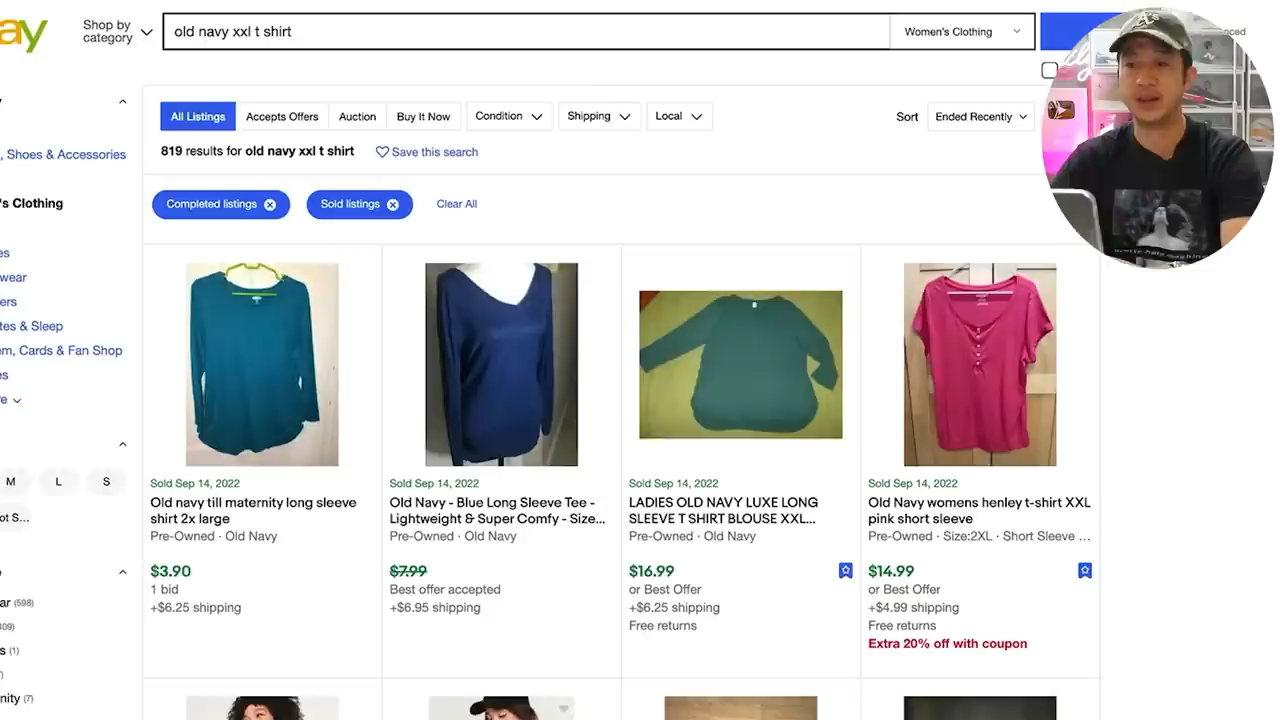 ay
Shop by
category
old navy xxl t shirt
Women's Clothing
A's
All Listings
Accepts Offers
Auction
Buy It Now
Condition
Shipping
Local
Sort
Ended Recently
819 results for old navy xxl t shirt
Save this search
, Shoes & Accessories
's Clothing
Completed listings
Sold listings
Clear All
es
wear
ers
tes & Sleep
em, Cards & Fan Shop
es
re
M
L
S
ot S...
ar (598)
s (1)
nity (7)
Sold Sep 14, 2022
Old navy till maternity long sleeve
shirt 2x large
Pre-Owned · Old Navy
$3.90
1 bid
+$6.25 shipping
Sold Sep 14, 2022
Old Navy - Blue Long Sleeve Tee -
Lightweight & Super Comfy - Size...
Pre-Owned · Old Navy
$7.99
Best offer accepted
+$6.95 shipping
Sold Sep 14, 2022
LADIES OLD NAVY LUXE LONG
SLEEVE T SHIRT BLOUSE XXL...
Pre-Owned · Old Navy
$16.99
or Best Offer
+$6.25 shipping
Free returns
Sold Sep 14, 2022
Old Navy womens henley t-shirt XXL
pink short sleeve
Pre-Owned · Size:2XL · Short Sleeve ...
$14.99
or Best Offer
+$4.99 shipping
Free returns
Extra 20% off with coupon